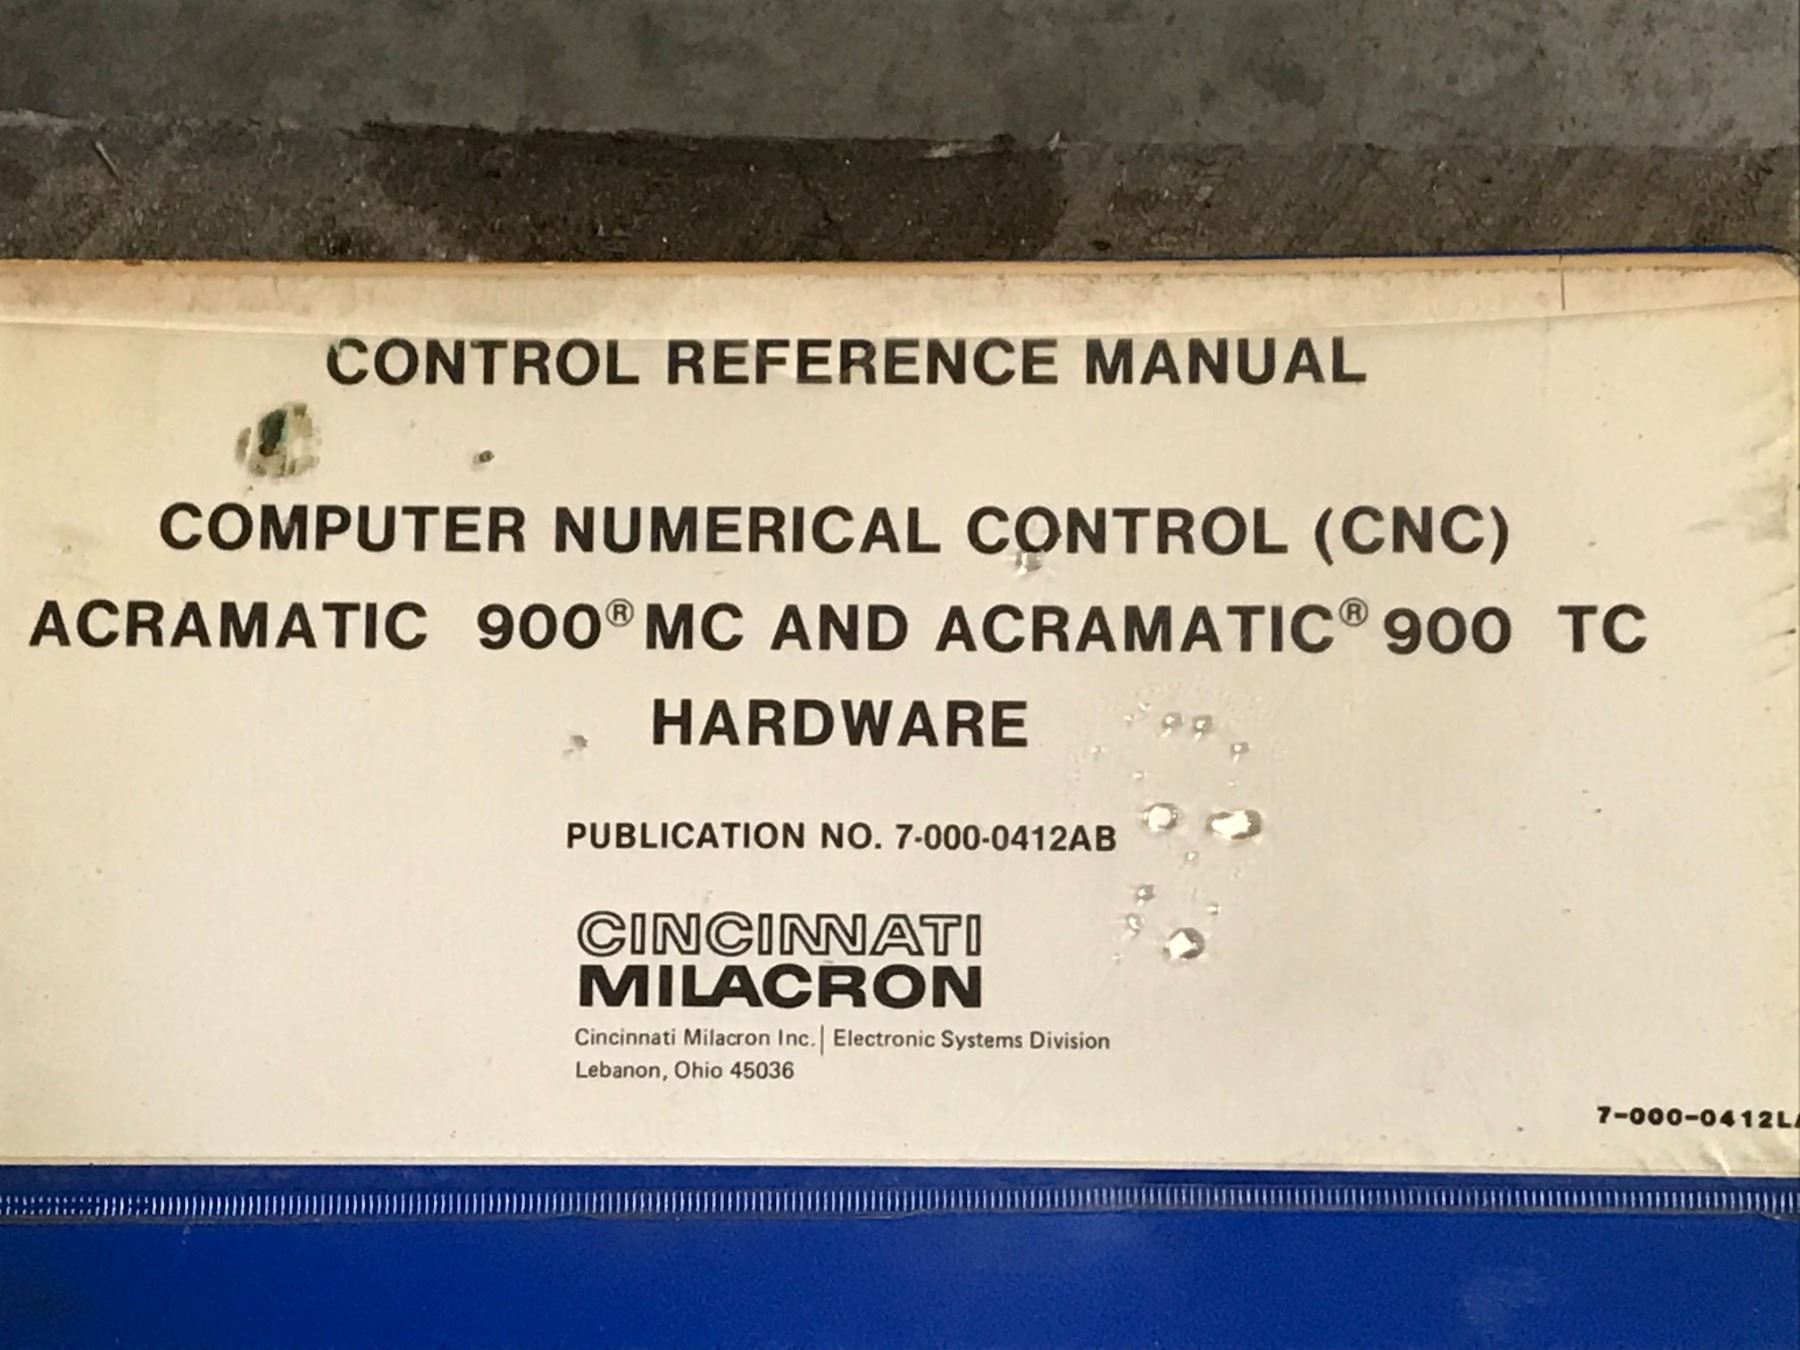 CONTROL REFERENCE MANUAL
COMPUTER NUMERICAL CONTROL (CNC)
ACRAMATIC 900® MC AND ACRAMATIC® 900 TC
HARDWARE
PUBLICATION NO. 7-000-0412AB
CINCINNATI
MILACRON
Cincinnati Milacron Inc. | Electronic Systems Division
Lebanon, Ohio 45036